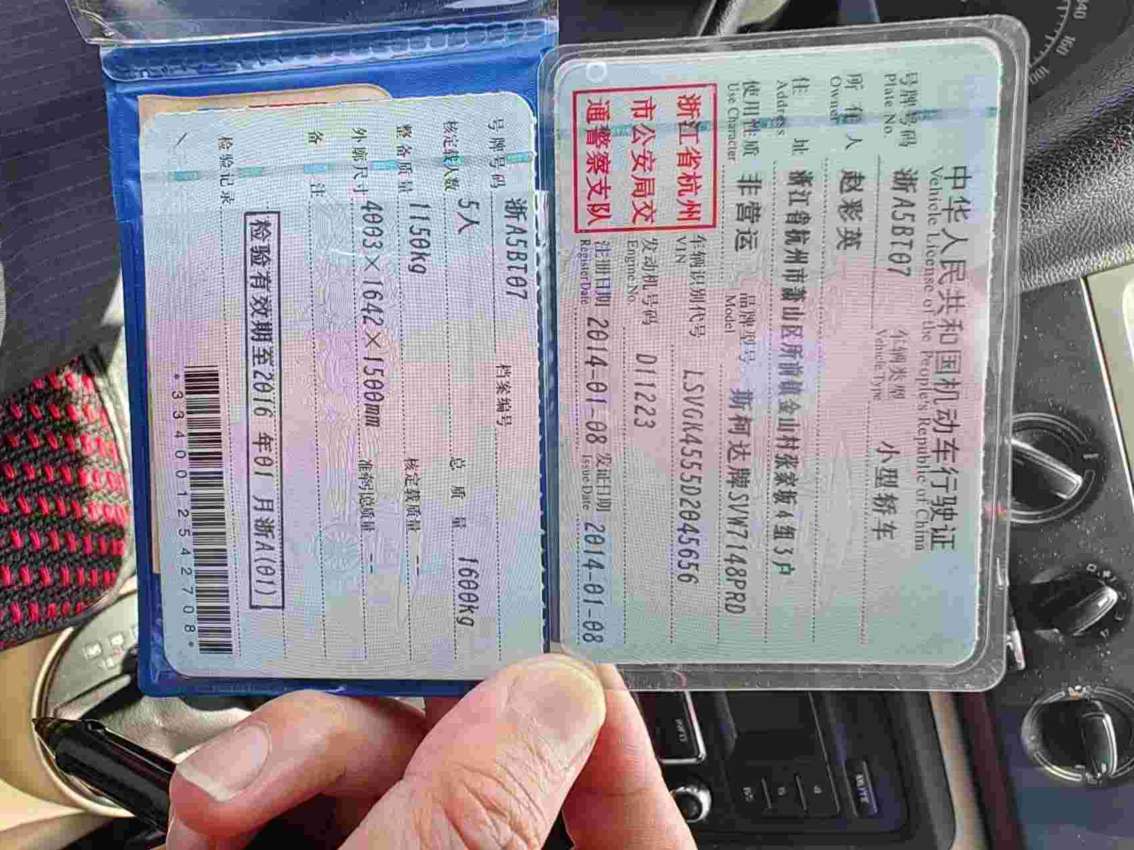 中华人民共和国机动车行驶证
Vehicle License of the People's Republic of China
号牌号码 浙A5BT07 车辆类型 小型轿车
Plate No. Vehicle Type
所有人 赵彩英
Owner
住址 浙江省杭州市萧山区所前镇金山村张家坂4组3户
Address
使用性质 非营运 品牌型号 斯柯达牌SVW7148PRD
Use Character Model
浙江省杭州
市公安局交
通警察支队
车辆识别代号 LSVGK4555D2045656
VIN
发动机号码 D11223
Engine No.
注册日期 2014-01-08 发证日期 2014-01-08
Register Date Issue Date
号牌号码 浙A5BT07 档案编号
核定载人数 5人 总质量 1600kg
整备质量 1150kg 核定载质量 --
外廓尺寸 4003×1642×1500mm 准牵引总质量 --
备注
检验有效期至2016年01月浙A(01)
检验记录
*3340012542708*
MUTE